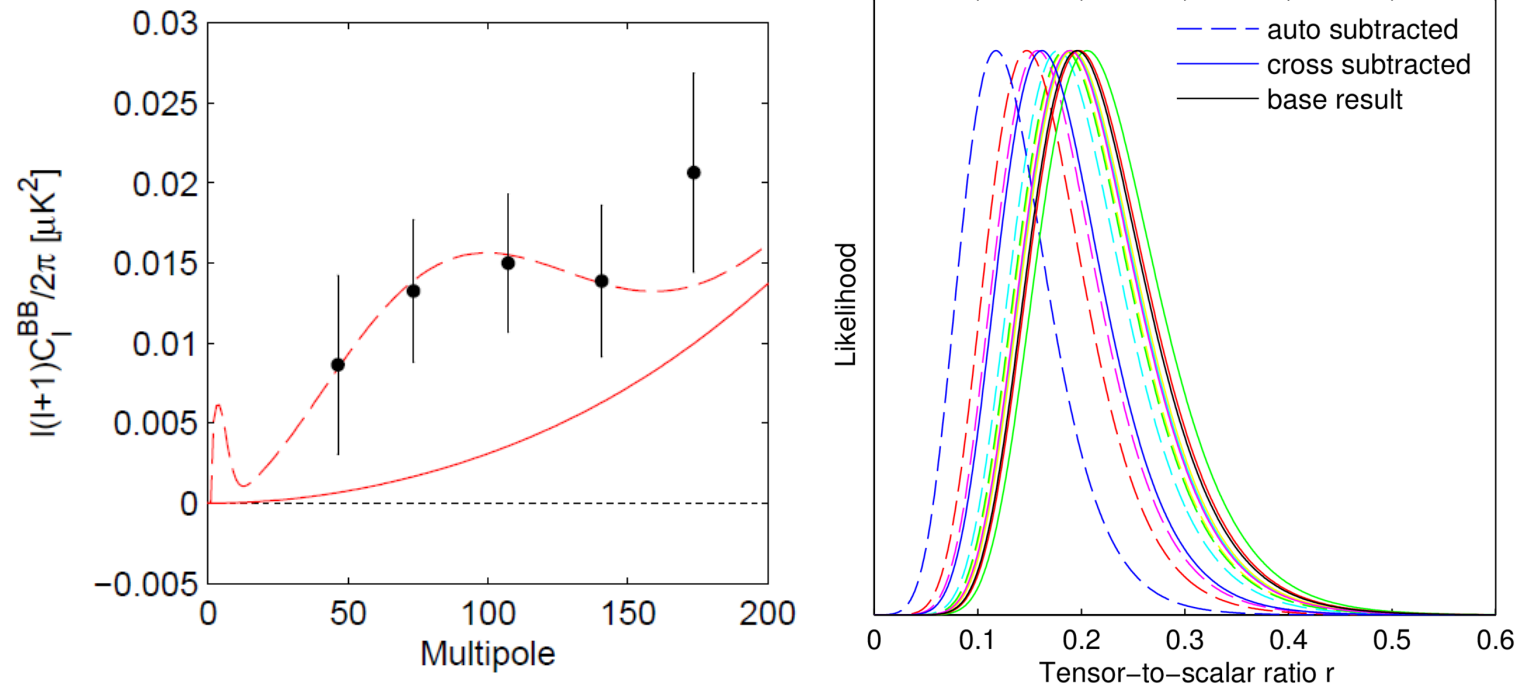 0.03
0.025
0.02
0.015
0.01
0.005
0
−0.005
l(l+1)C_l^BB/2π [μK²]
0 50 100 150 200
Multipole
auto subtracted
cross subtracted
base result
Likelihood
0 0.1 0.2 0.3 0.4 0.5 0.6
Tensor−to−scalar ratio r